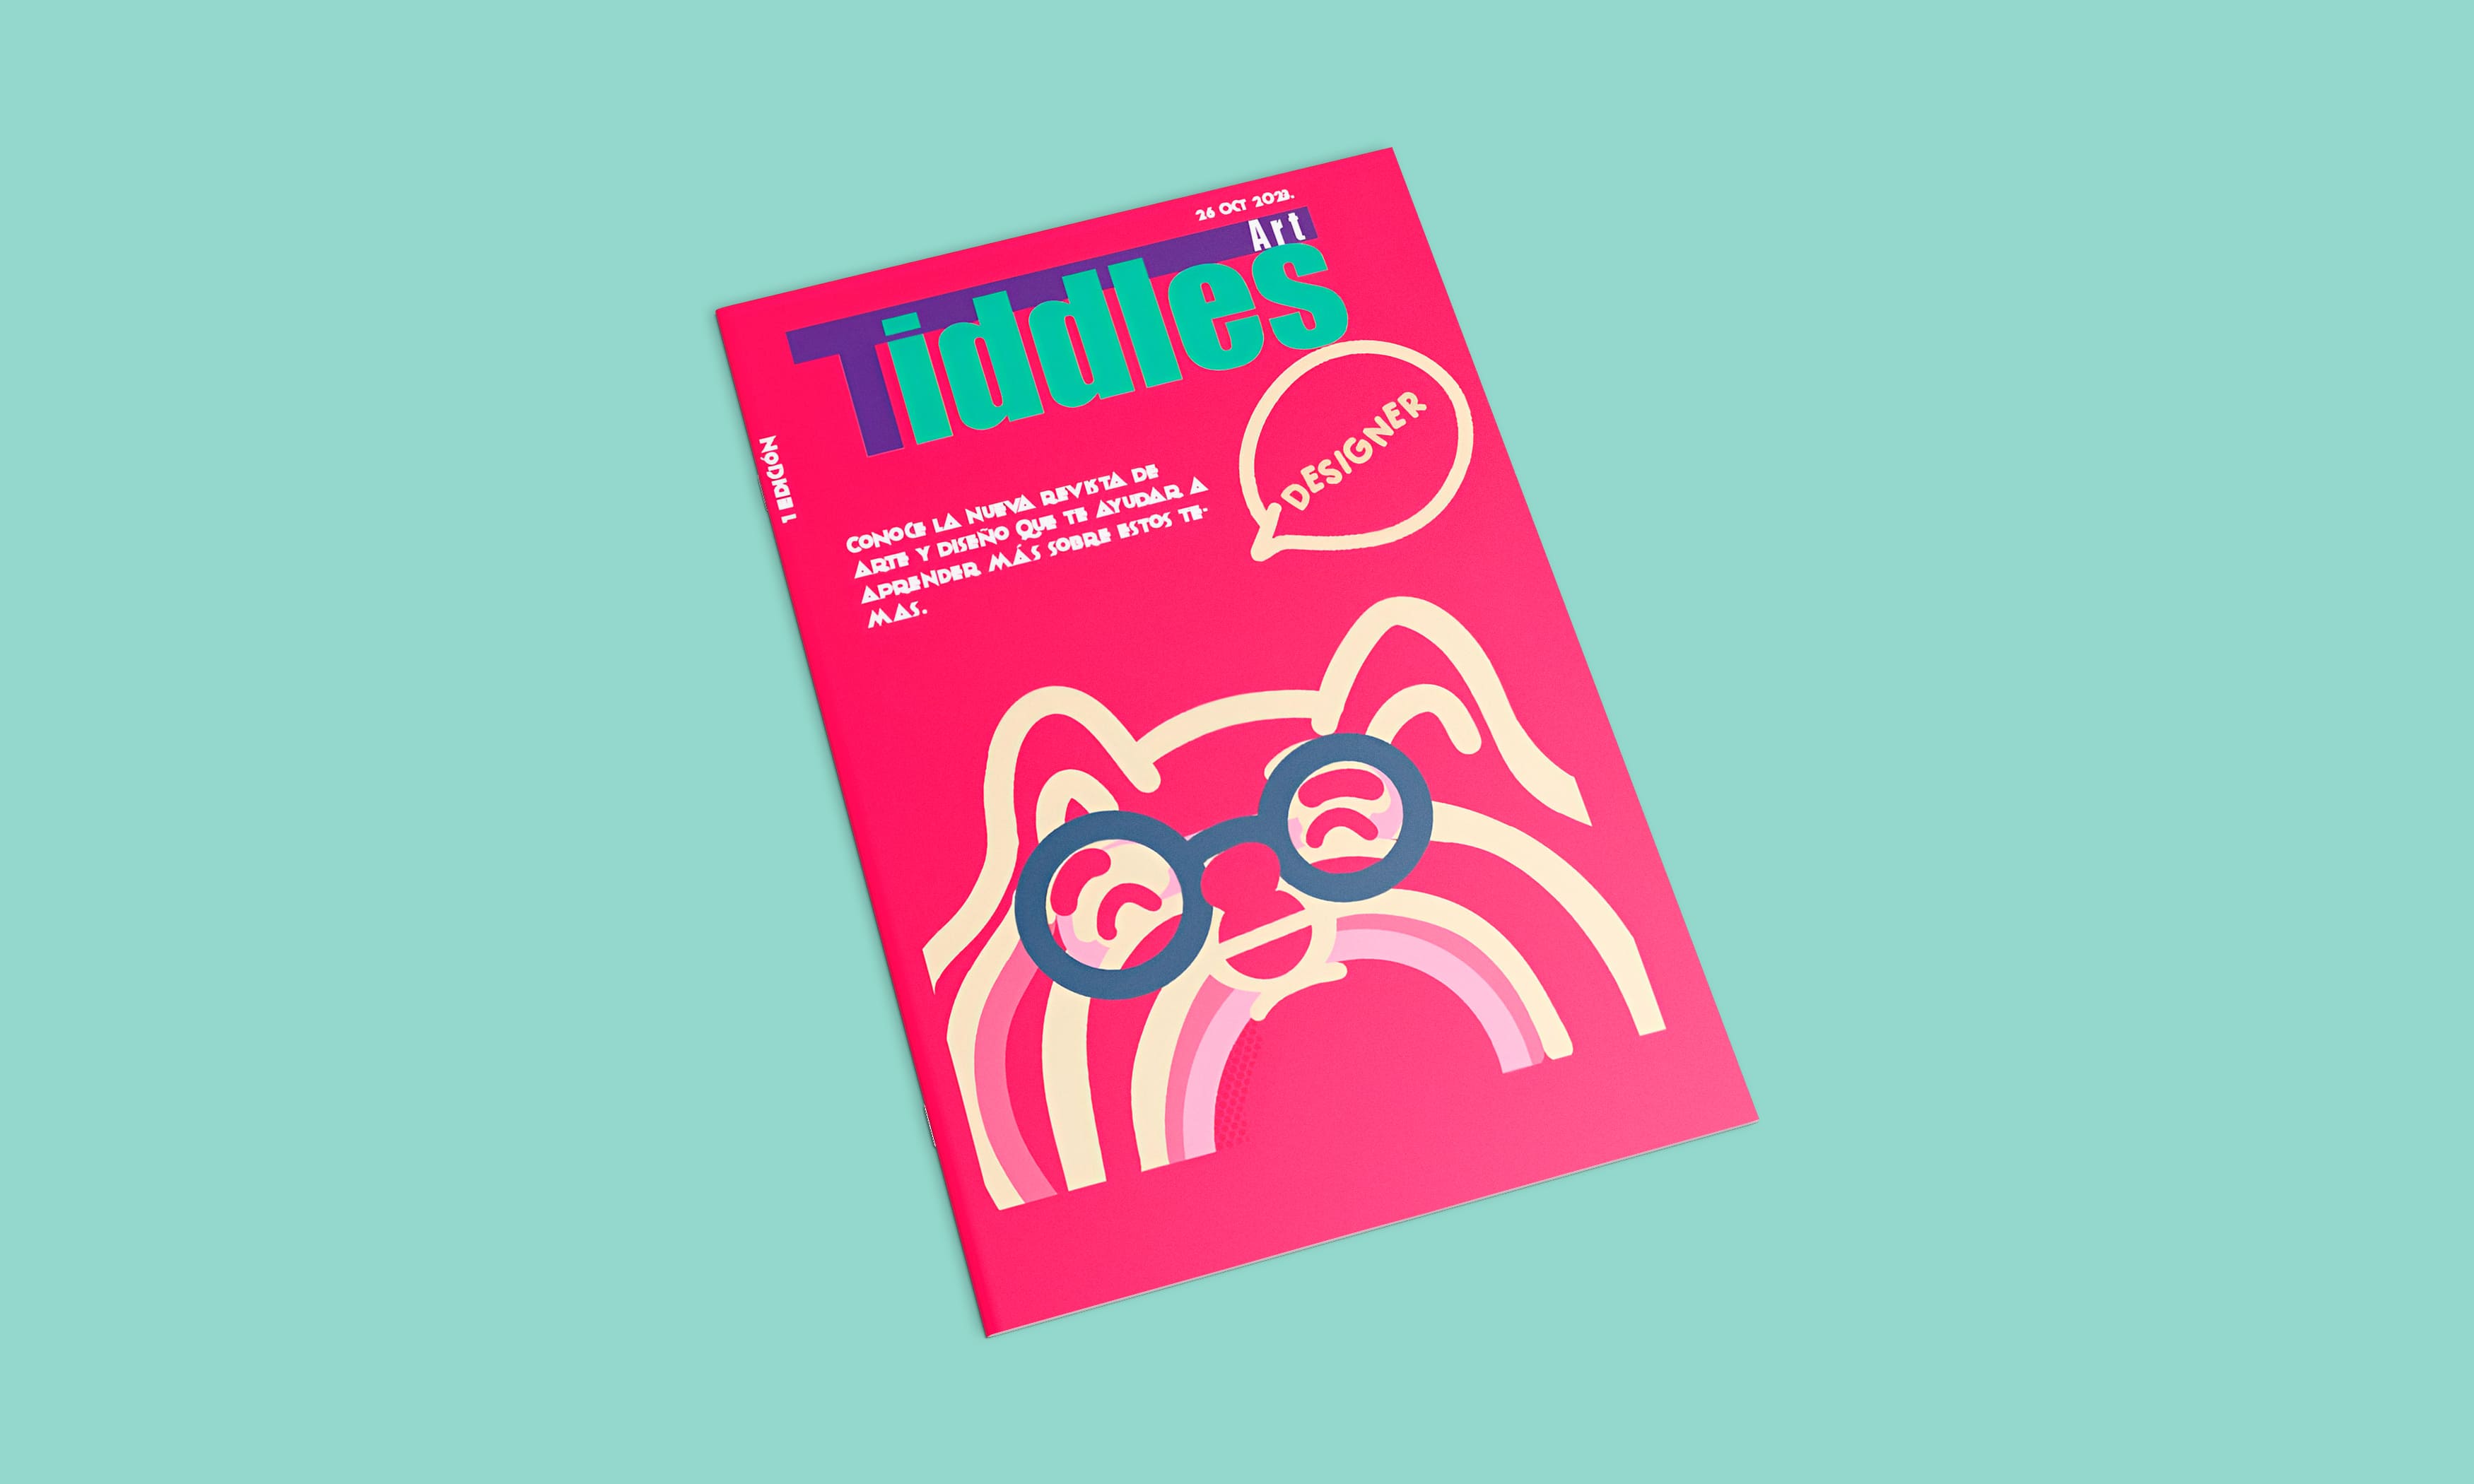 26 OCT 2023.
Art
Tiddles
DESIGNER
1 EDICIÓN
CONOCE LA NUEVA REVISTA DE
ARTE Y DISEÑO QUE TE AYUDAR A
APRENDER MÁS SOBRE ESTOS TE-
MAS.